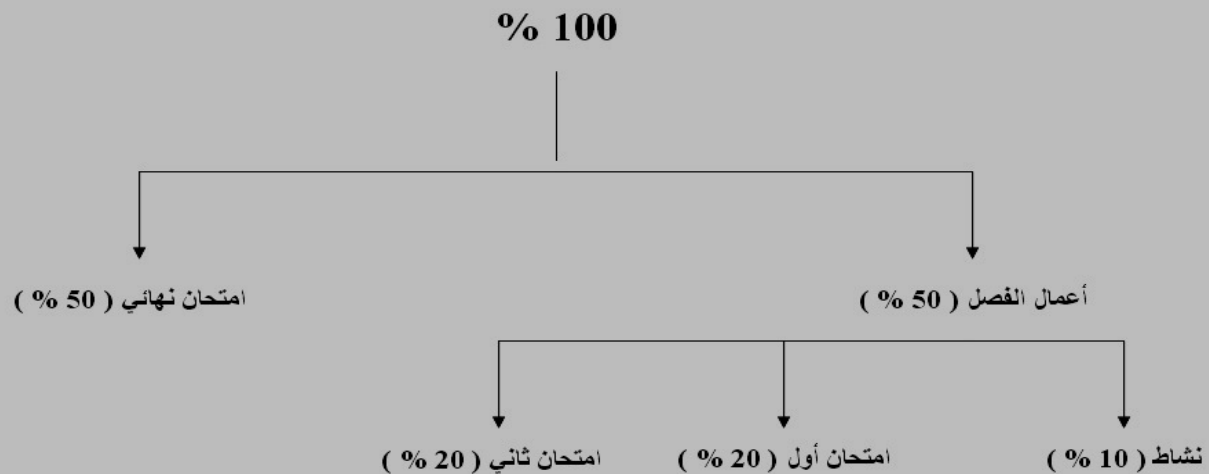 % 100
أعمال الفصل ( 50 % )
امتحان نهائي ( 50 % )
نشاط ( 10 % )
امتحان أول ( 20 % )
امتحان ثاني ( 20 % )